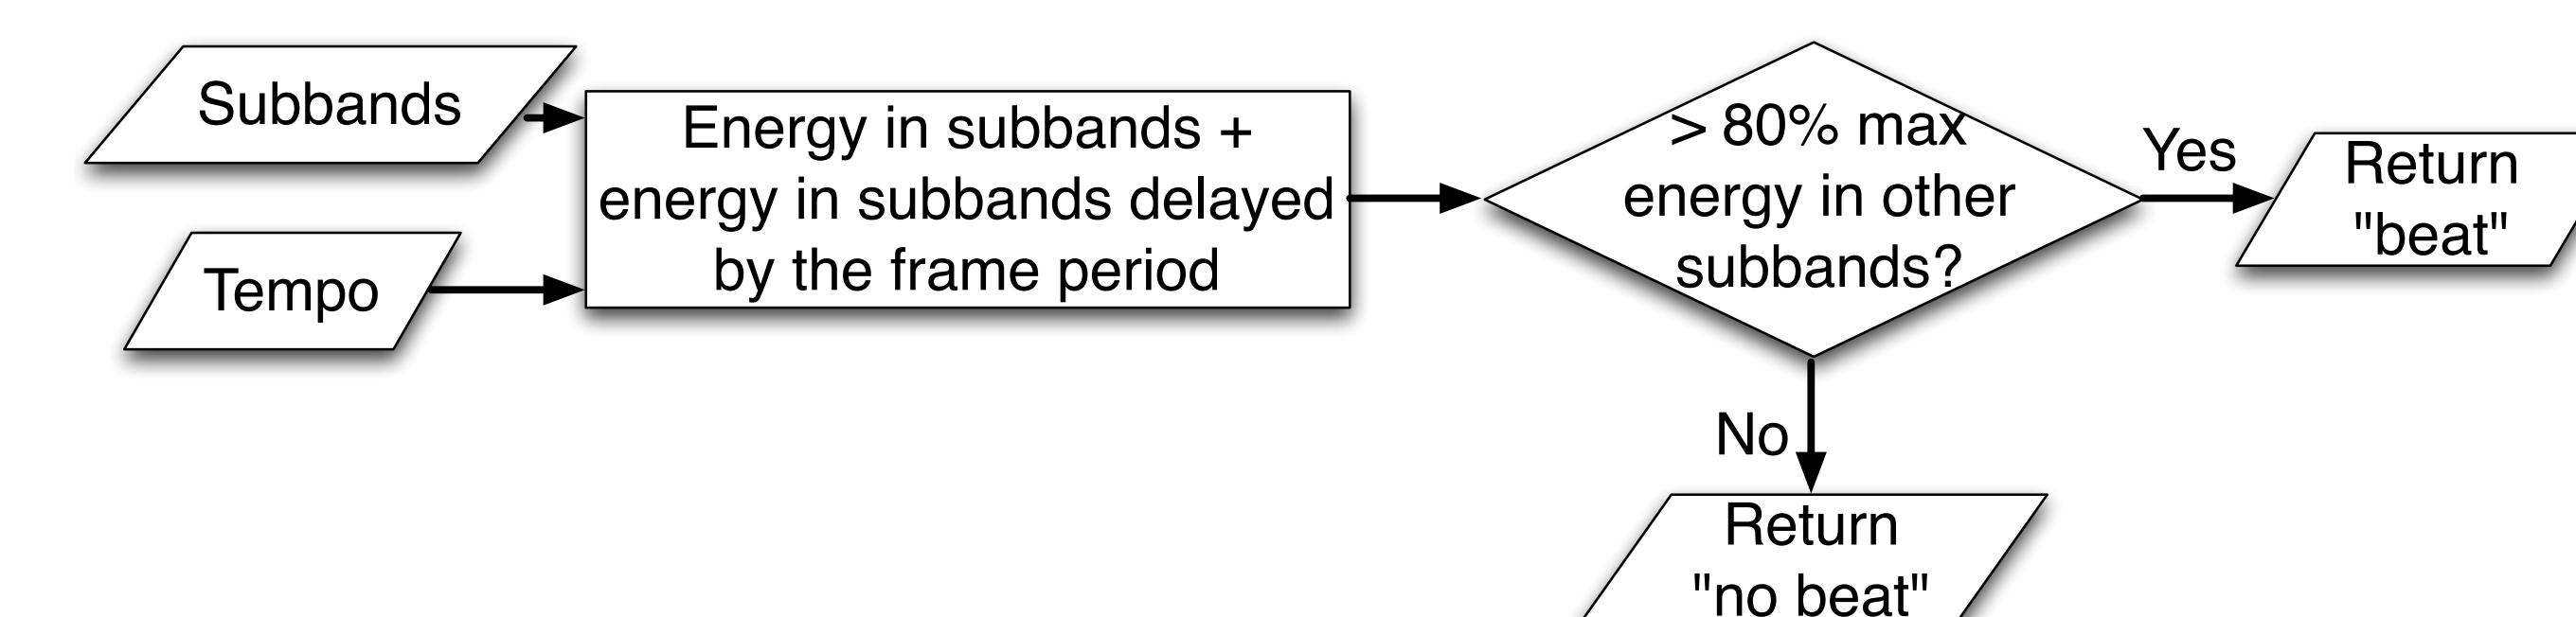 Subbands
Tempo
Energy in subbands +
energy in subbands delayed
by the frame period
> 80% max
energy in other
subbands?
Yes
Return
"beat"
No
Return
"no beat"